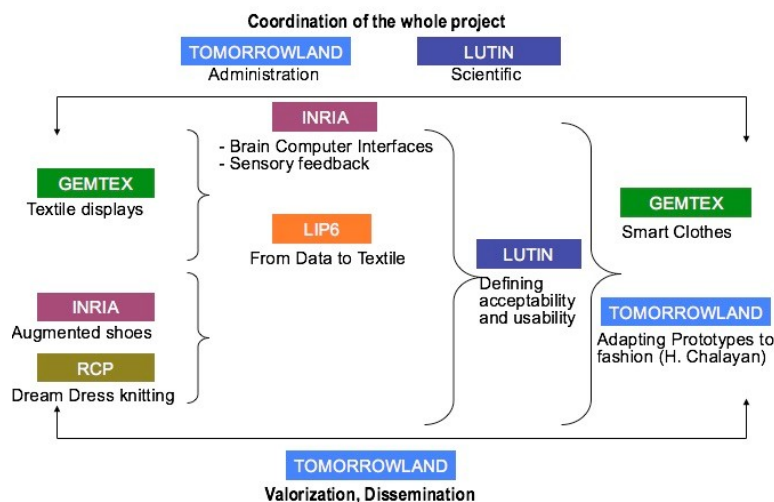 Coordination of the whole project
TOMORROWLAND
Administration
LUTIN
Scientific
INRIA
- Brain Computer Interfaces
- Sensory feedback
GEMTEX
Textile displays
LIP6
From Data to Textile
INRIA
Augmented shoes
RCP
Dream Dress knitting
LUTIN
Defining
acceptability
and usability
GEMTEX
Smart Clothes
TOMORROWLAND
Adapting Prototypes to
fashion (H. Chalayan)
TOMORROWLAND
Valorization, Dissemination